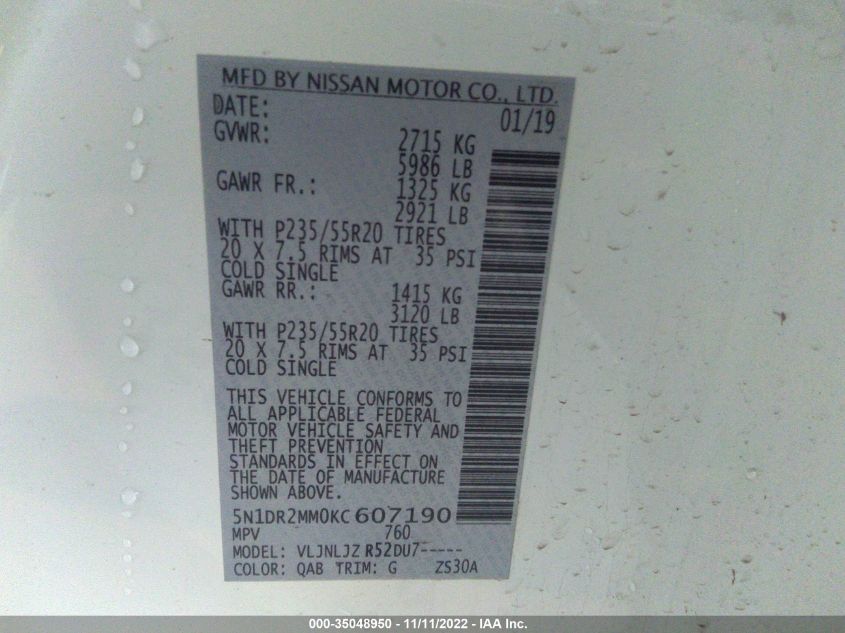 MFD BY NISSAN MOTOR CO., LTD.
DATE: 01/19
GVWR: 2715 KG
5986 LB
GAWR FR.: 1325 KG
2921 LB
WITH P235/55R20 TIRES
20 X 7.5 RIMS AT 35 PSI
COLD SINGLE
GAWR RR.: 1415 KG
3120 LB
WITH P235/55R20 TIRES
20 X 7.5 RIMS AT 35 PSI
COLD SINGLE
THIS VEHICLE CONFORMS TO
ALL APPLICABLE FEDERAL
MOTOR VEHICLE SAFETY AND
THEFT PREVENTION
STANDARDS IN EFFECT ON
THE DATE OF MANUFACTURE
SHOWN ABOVE.
5N1DR2MM0KC607190
MPV 760
MODEL: VLJNLJZ R52DU7-----
COLOR: QAB TRIM: G ZS30A
000-35048950 - 11/11/2022 - IAA Inc.